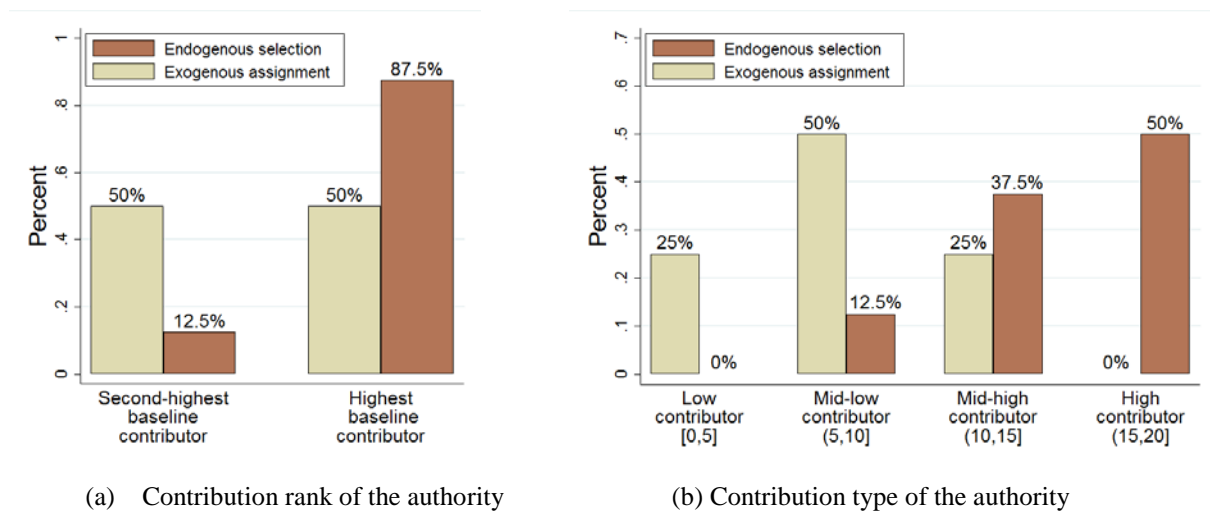 Endogenous selection
Exogenous assignment
Percent
0
.2
.4
.6
.8
1
50%
12.5%
50%
87.5%
Second-highest
baseline
contributor
Highest
baseline
contributor
(a) Contribution rank of the authority
Endogenous selection
Exogenous assignment
Percent
0
.1
.2
.3
.4
.5
.6
.7
25%
0%
50%
12.5%
25%
37.5%
0%
50%
Low
contributor
[0,5]
Mid-low
contributor
(5,10]
Mid-high
contributor
(10,15]
High
contributor
(15,20]
(b) Contribution type of the authority